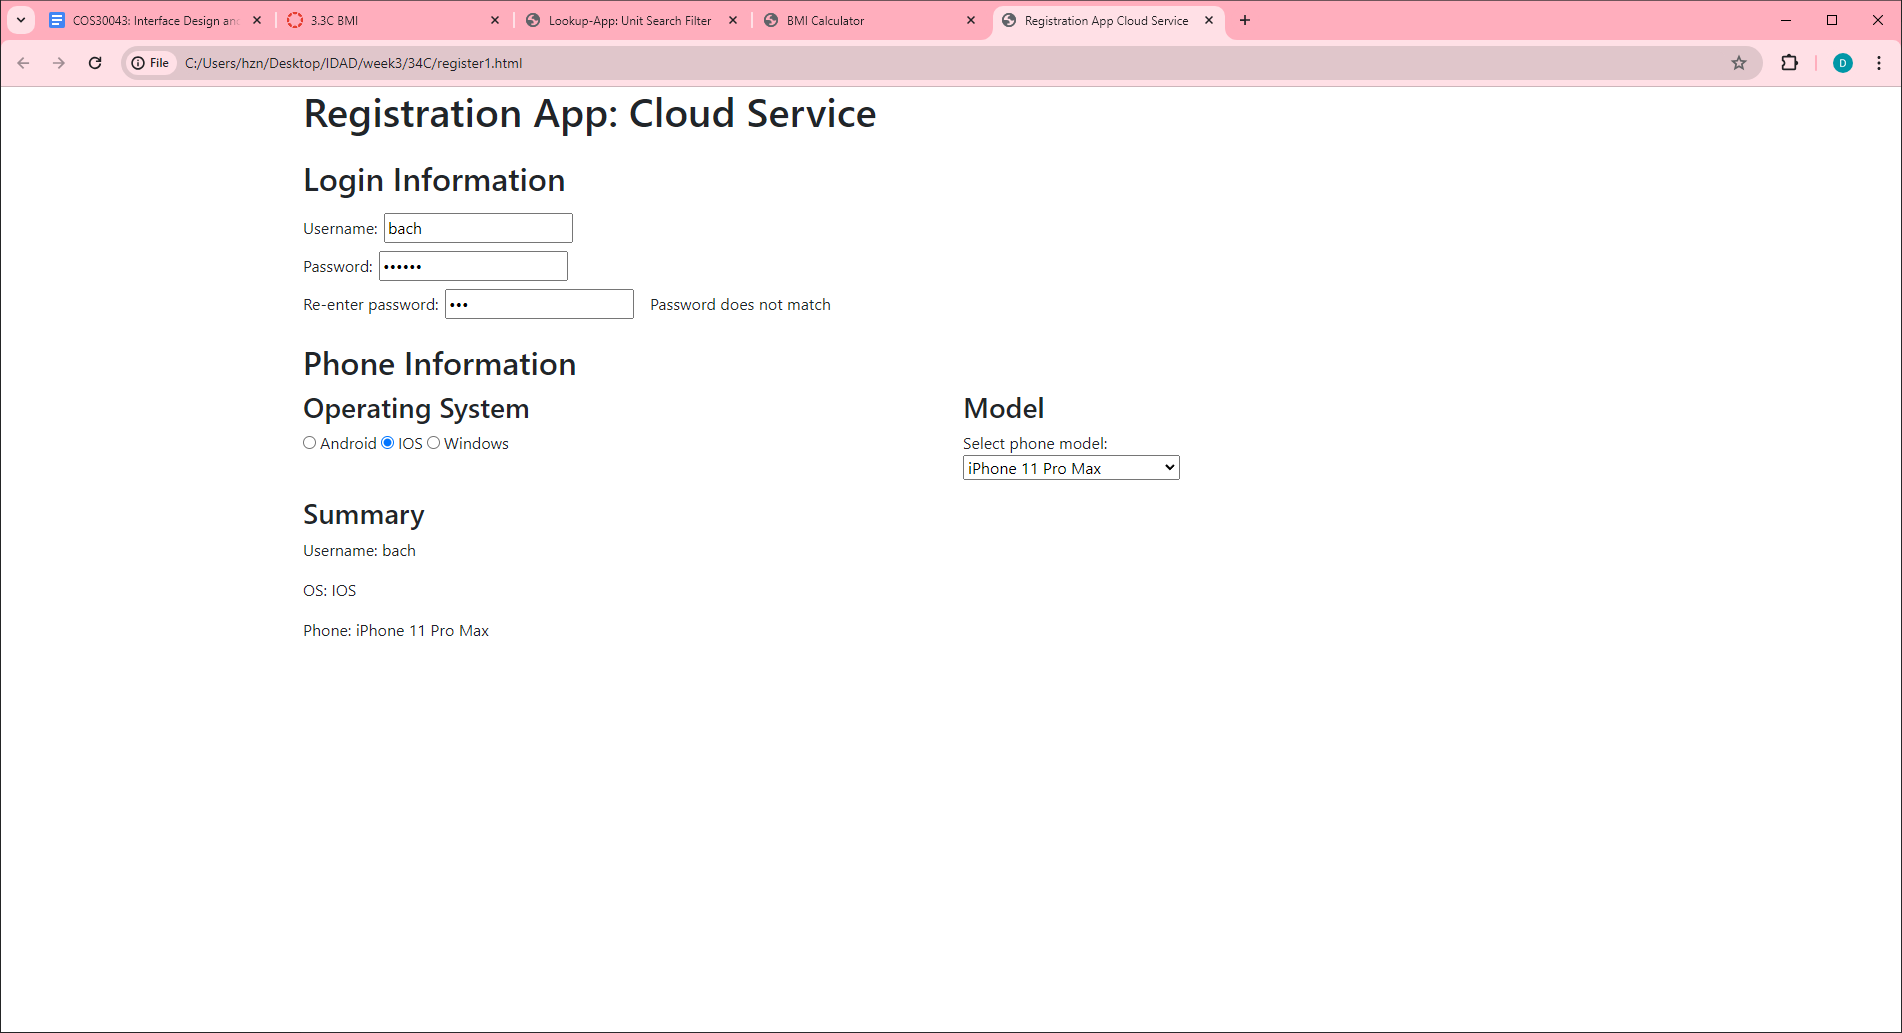 COS30043: Interface Design and
3.3C BMI
Lookup-App: Unit Search Filter
BMI Calculator
Registration App Cloud Service
File
C:/Users/hzn/Desktop/IDAD/week3/34C/register1.html
D
Registration App: Cloud Service
Login Information
Username: bach
Password: ••••••
Re-enter password: ••• Password does not match
Phone Information
Operating System
Model
Android IOS Windows
Select phone model:
iPhone 11 Pro Max
Summary
Username: bach
OS: IOS
Phone: iPhone 11 Pro Max